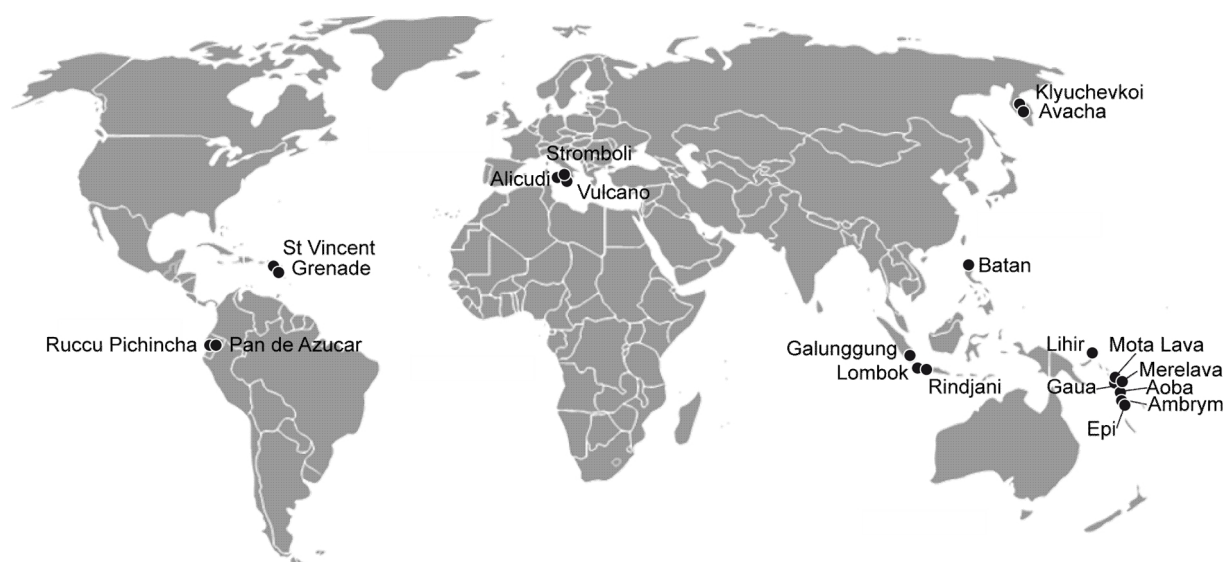 Klyuchevkoi
Avacha
Stromboli
Alicudi
Vulcano
St Vincent
Grenade
Batan
Ruccu Pichincha
Pan de Azucar
Galunggung
Lombok
Rindjani
Lihir
Mota Lava
Merelava
Gaua
Aoba
Ambrym
Epi